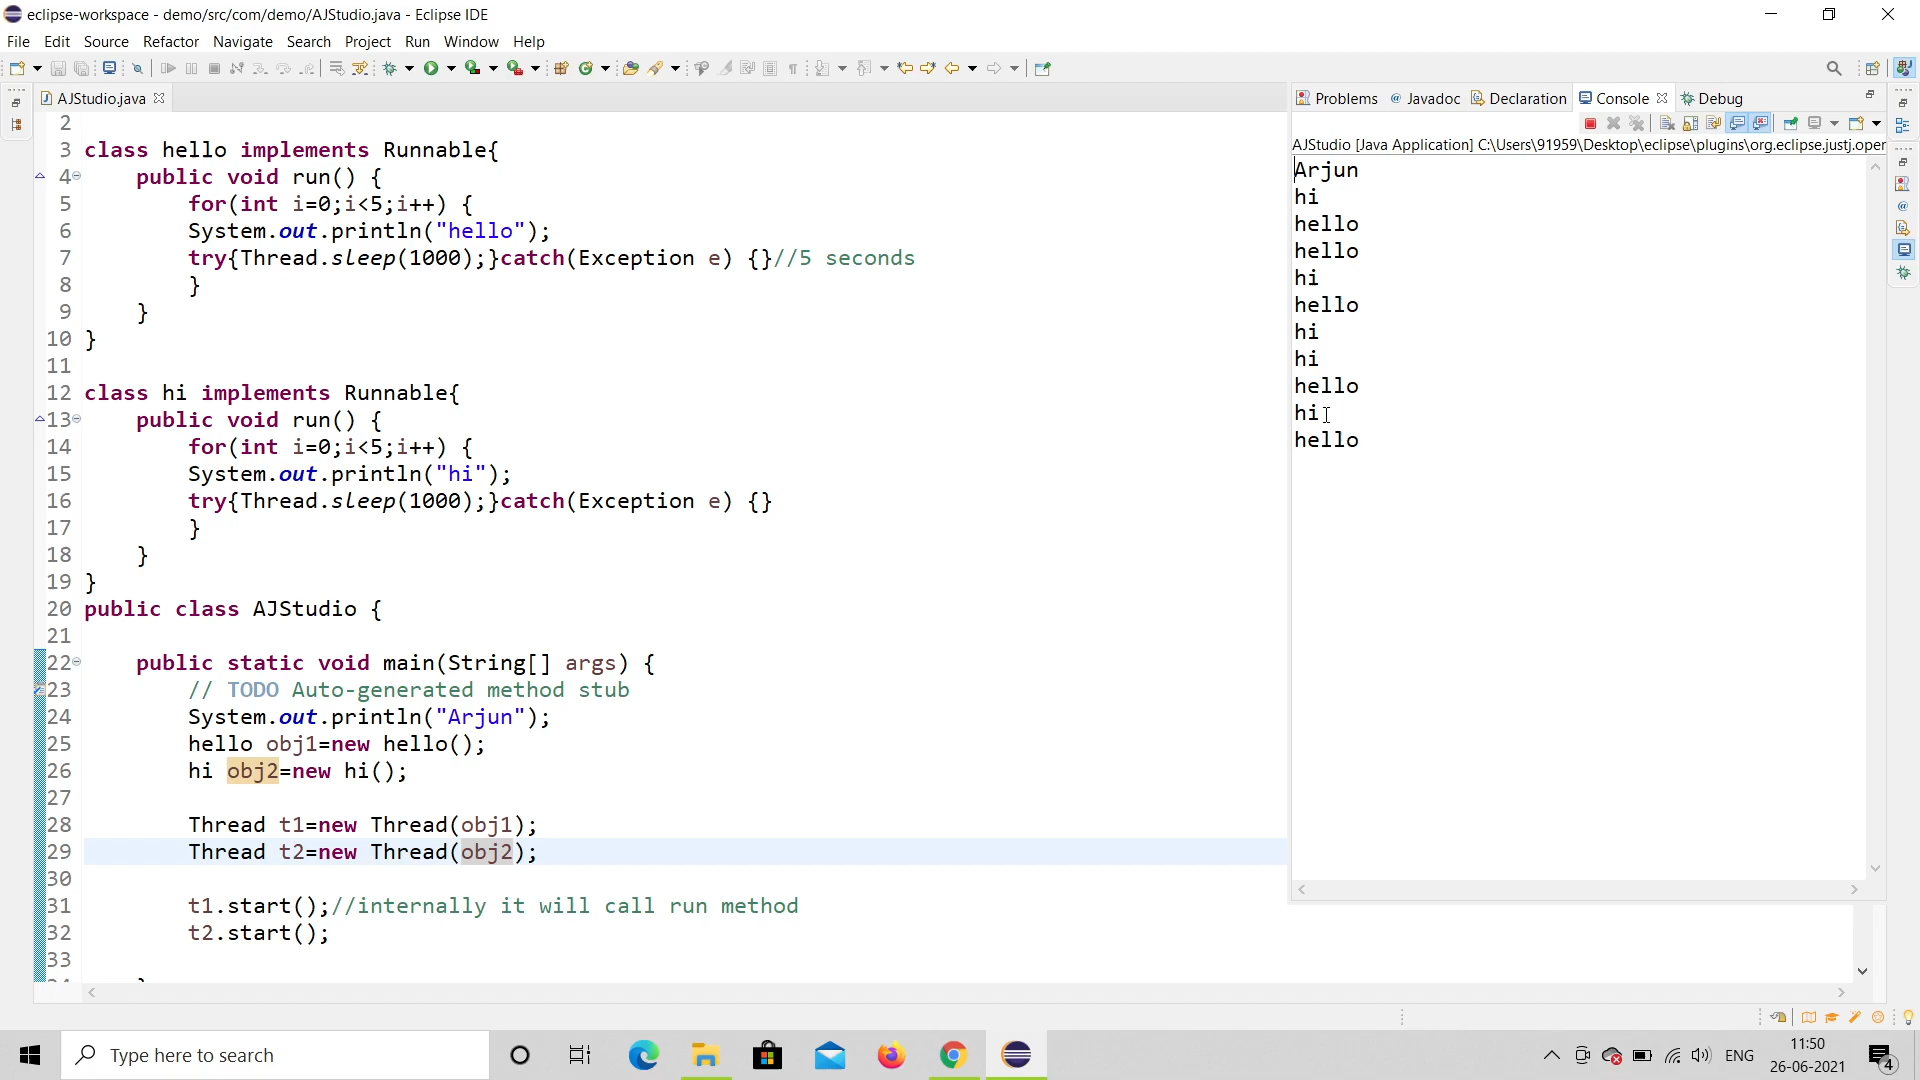 eclipse-workspace - demo/src/com/demo/AJStudio.java - Eclipse IDE
File Edit Source Refactor Navigate Search Project Run Window Help
AJStudio.java
2
3 class hello implements Runnable{
4 public void run() {
5 for(int i=0;i<5;i++) {
6 System.out.println("hello");
7 try{Thread.sleep(1000);}catch(Exception e) {}//5 seconds
8 }
9 }
10 }
11
12 class hi implements Runnable{
13 public void run() {
14 for(int i=0;i<5;i++) {
15 System.out.println("hi");
16 try{Thread.sleep(1000);}catch(Exception e) {}
17 }
18 }
19 }
20 public class AJStudio {
21
22 public static void main(String[] args) {
23 // TODO Auto-generated method stub
24 System.out.println("Arjun");
25 hello obj1=new hello();
26 hi obj2=new hi();
27
28 Thread t1=new Thread(obj1);
29 Thread t2=new Thread(obj2);
30
31 t1.start();//internally it will call run method
32 t2.start();
33
Problems Javadoc Declaration Console Debug
AJStudio [Java Application] C:\Users\91959\Desktop\eclipse\plugins\org.eclipse.justj.oper
Arjun
hi
hello
hello
hi
hello
hi
hi
hello
hi
hello
Type here to search
ENG
11:50
26-06-2021
4